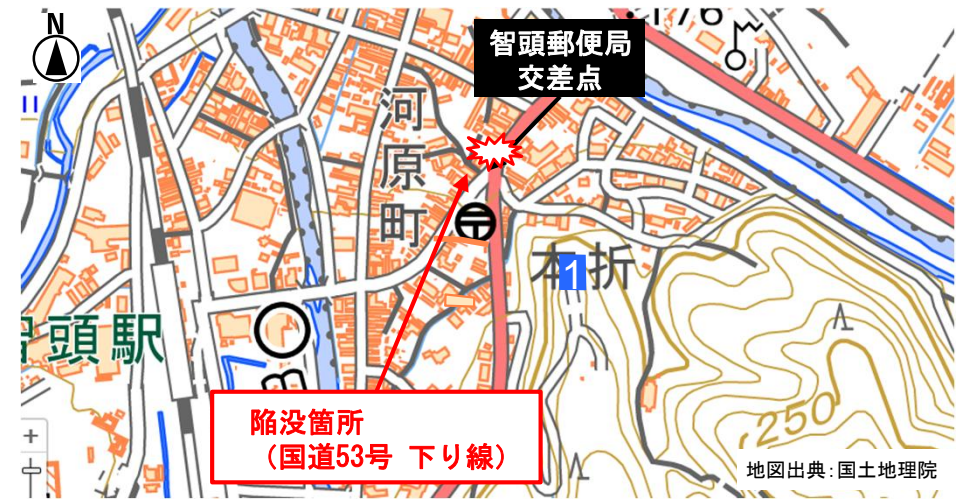 N
智頭郵便局
交差点
・176
河原町
本1折
智頭駅
陥没箇所
（国道53号 下り線）
250
+
地図出典：国土地理院